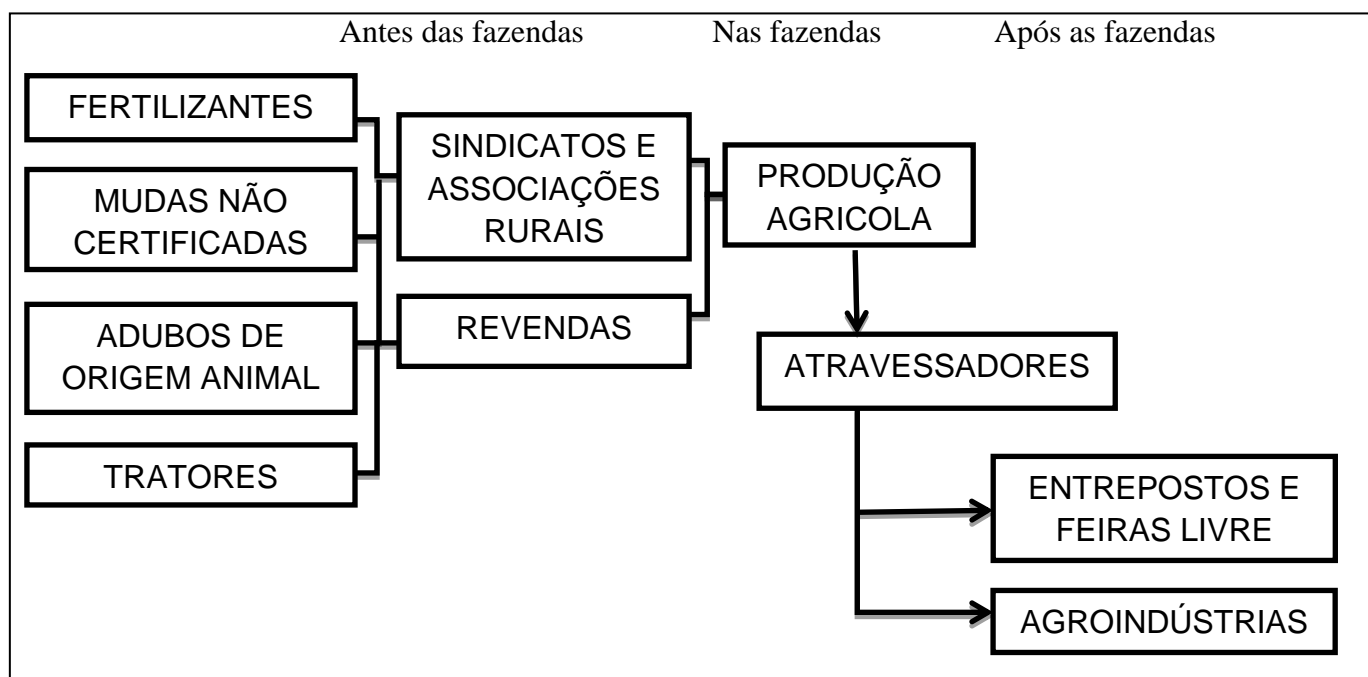 Antes das fazendas
Nas fazendas
Após as fazendas
FERTILIZANTES
MUDAS NÃO
CERTIFICADAS
ADUBOS DE
ORIGEM ANIMAL
TRATORES
SINDICATOS E
ASSOCIAÇÕES
RURAIS
REVENDAS
PRODUÇÃO
AGRICOLA
ATRAVESSADORES
ENTREPOSTOS E
FEIRAS LIVRE
AGROINDÚSTRIAS